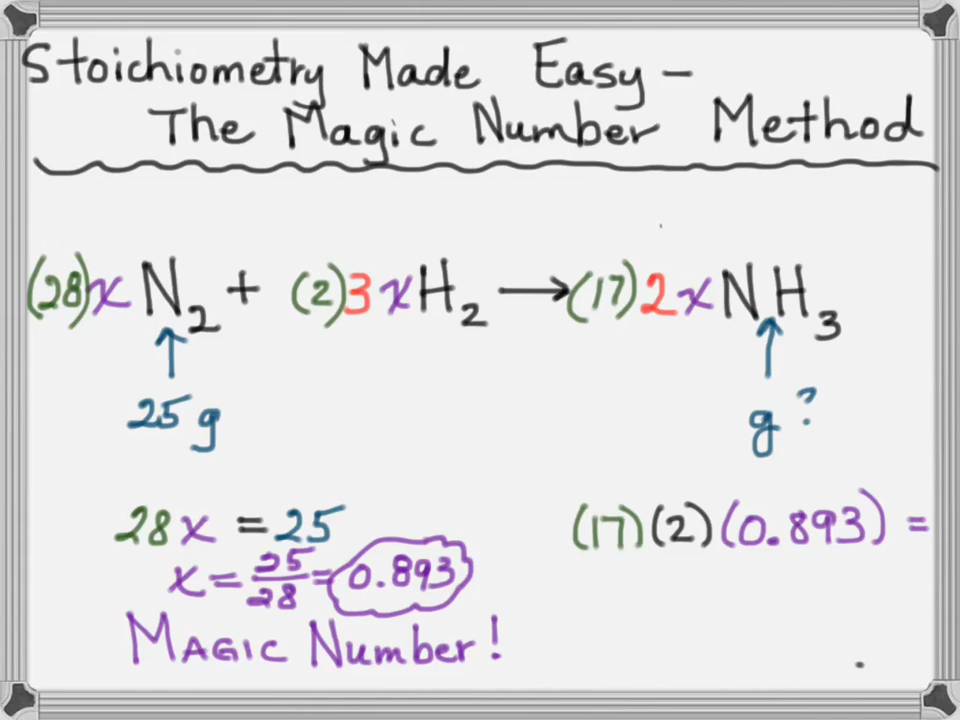 Stoichiometry Made Easy –
The Magic Number Method
(28)x N₂ + (2)3xH₂ → (17)2xNH₃
25 g
g ?
28x = 25
(17)(2)(0.893) =
x = 25/28 = 0.893
MAGIC Number!